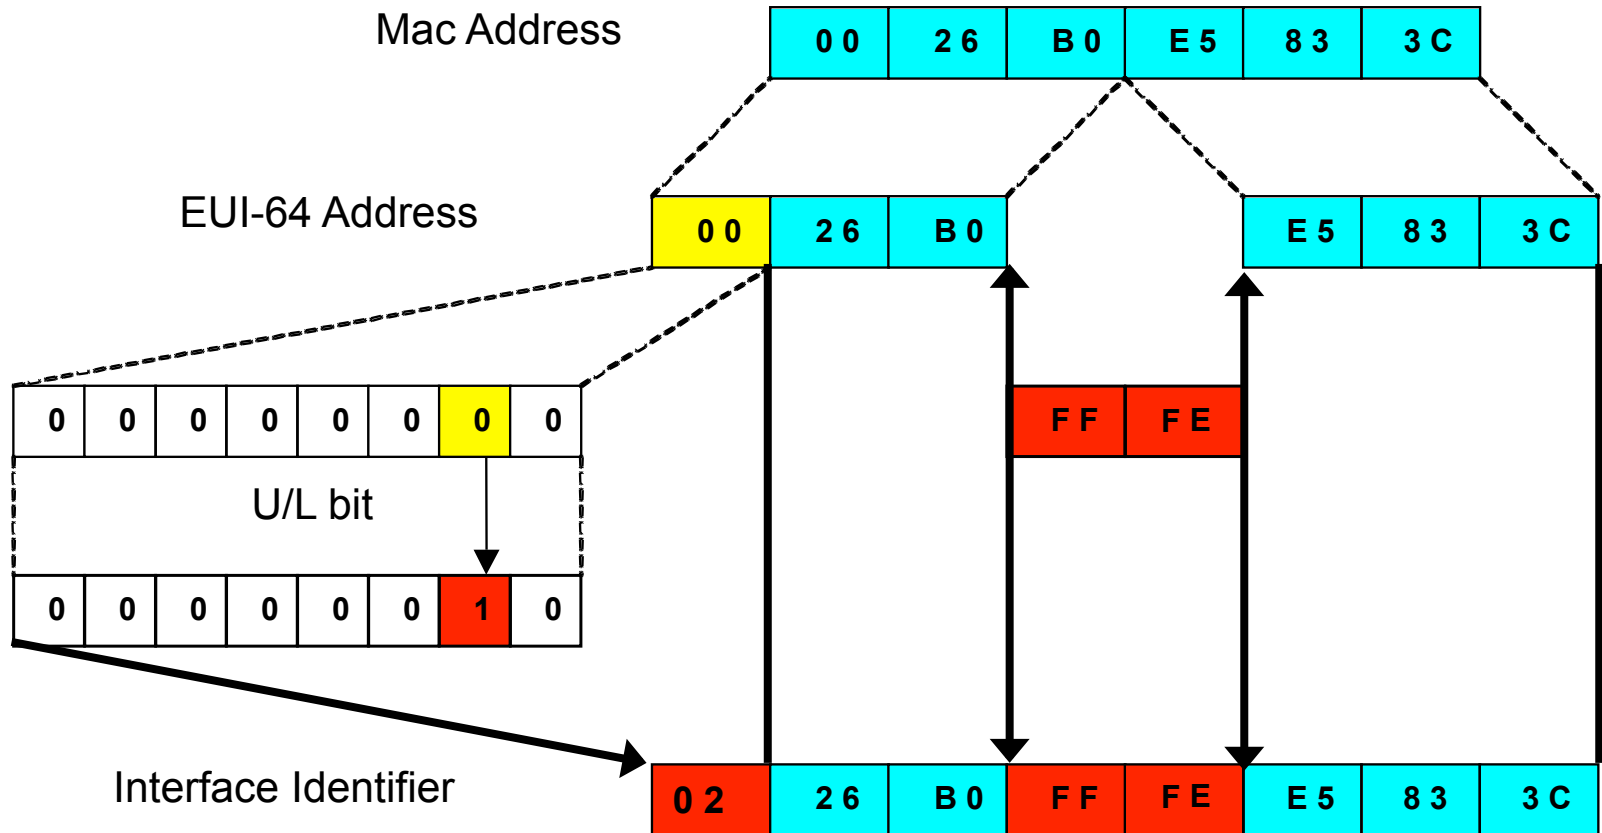 Mac Address 0 0 2 6 B 0 E 5 8 3 3 C
EUI-64 Address 0 0 2 6 B 0 E 5 8 3 3 C
0 0 0 0 0 0 0 0 F F F E
U/L bit
0 0 0 0 0 0 1 0
Interface Identifier 0 2 2 6 B 0 F F F E E 5 8 3 3 C